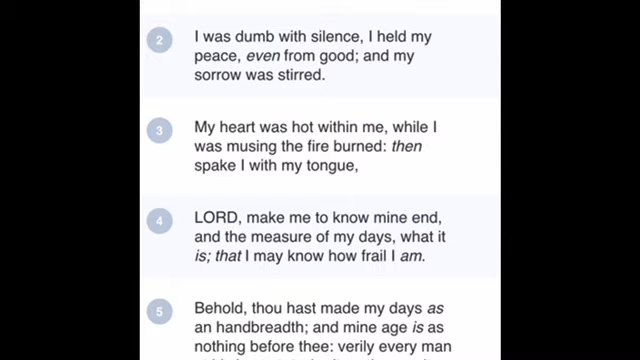 2
I was dumb with silence, I held my
peace, even from good; and my
sorrow was stirred.
3
My heart was hot within me, while I
was musing the fire burned: then
spake I with my tongue,
4
LORD, make me to know mine end,
and the measure of my days, what it
is; that I may know how frail I am.
5
Behold, thou hast made my days as
an handbreadth; and mine age is as
nothing before thee: verily every man